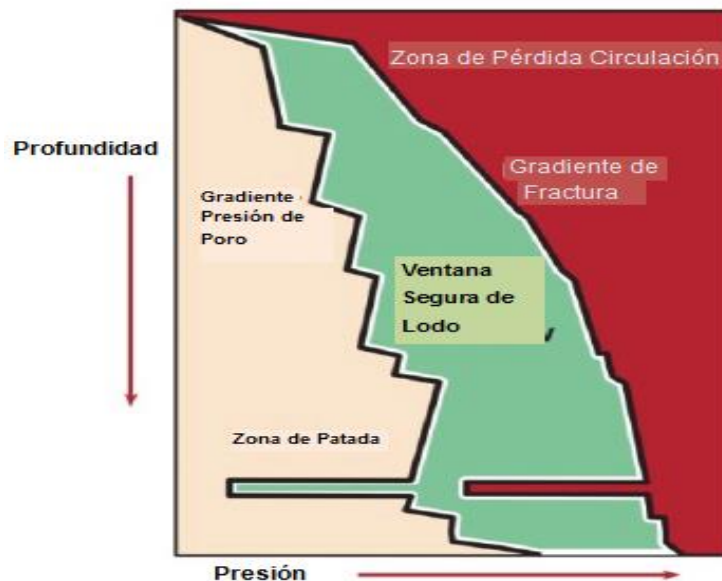 Zona de Pérdida Circulación
Profundidad
Gradiente de
Fractura
Gradiente
Presión de
Poro
Ventana
Segura de
Lodo
Zona de Patada
Presión